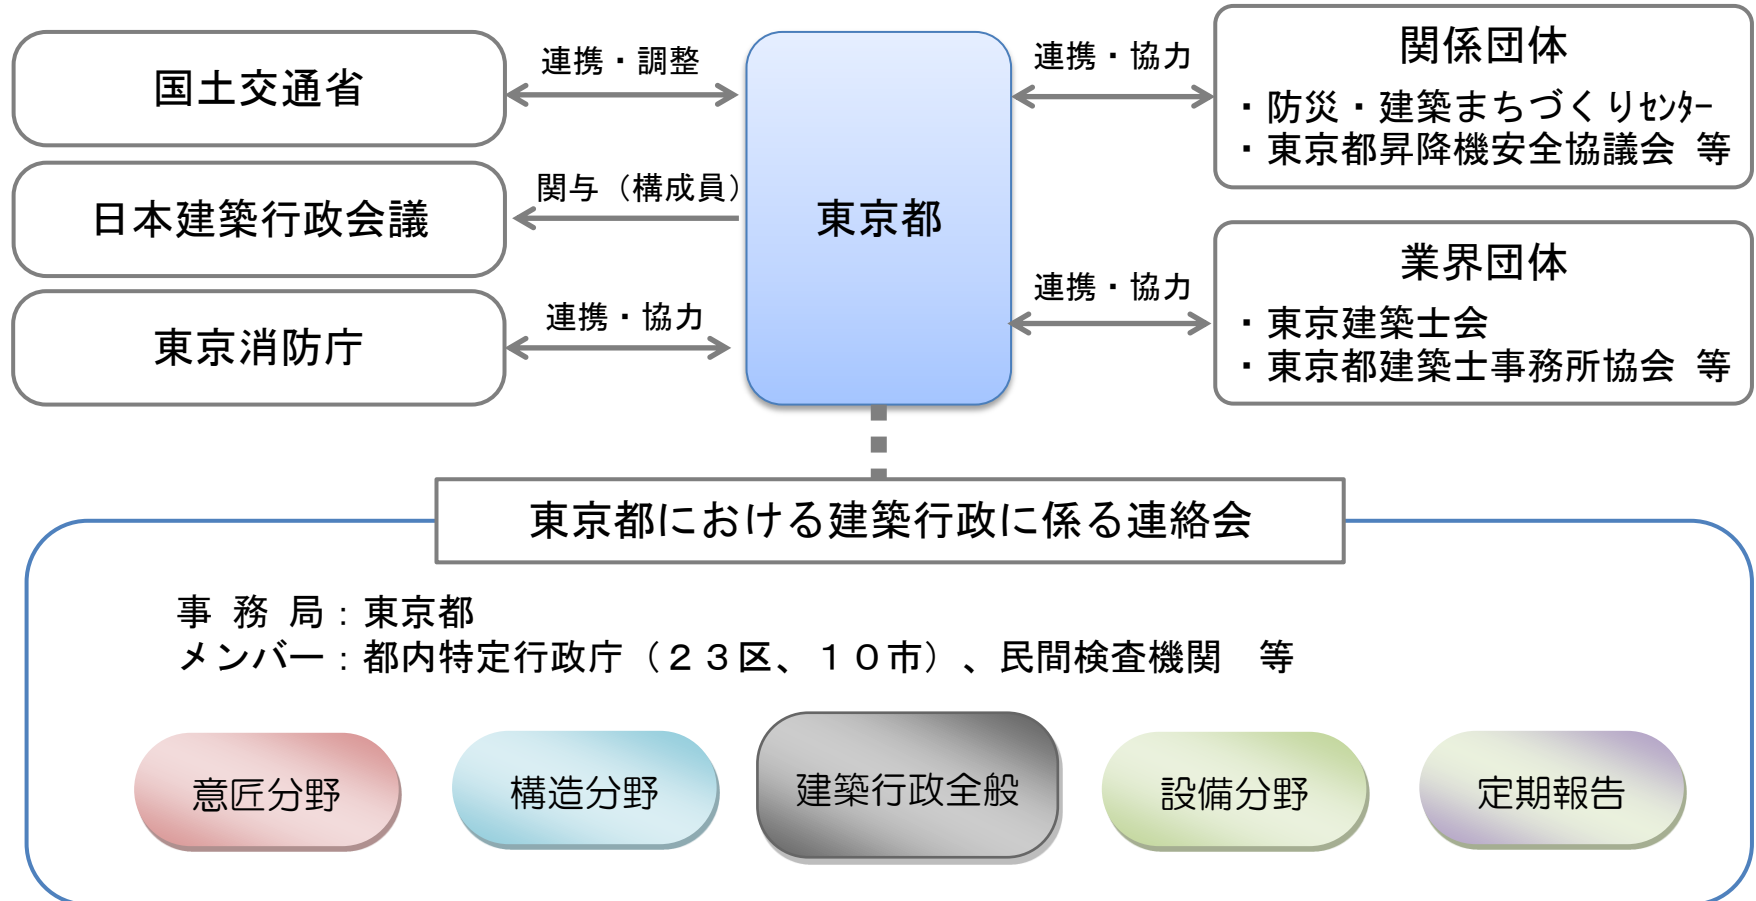 国土交通省
連携・調整
日本建築行政会議
関与（構成員）
東京消防庁
連携・協力
東京都
連携・協力
関係団体
・防災・建築まちづくりｾﾝﾀｰ
・東京都昇降機安全協議会 等
連携・協力
業界団体
・東京建築士会
・東京都建築士事務所協会 等
東京都における建築行政に係る連絡会
事 務 局：東京都
メンバー：都内特定行政庁（２３区、１０市）、民間検査機関　等
意匠分野
構造分野
建築行政全般
設備分野
定期報告